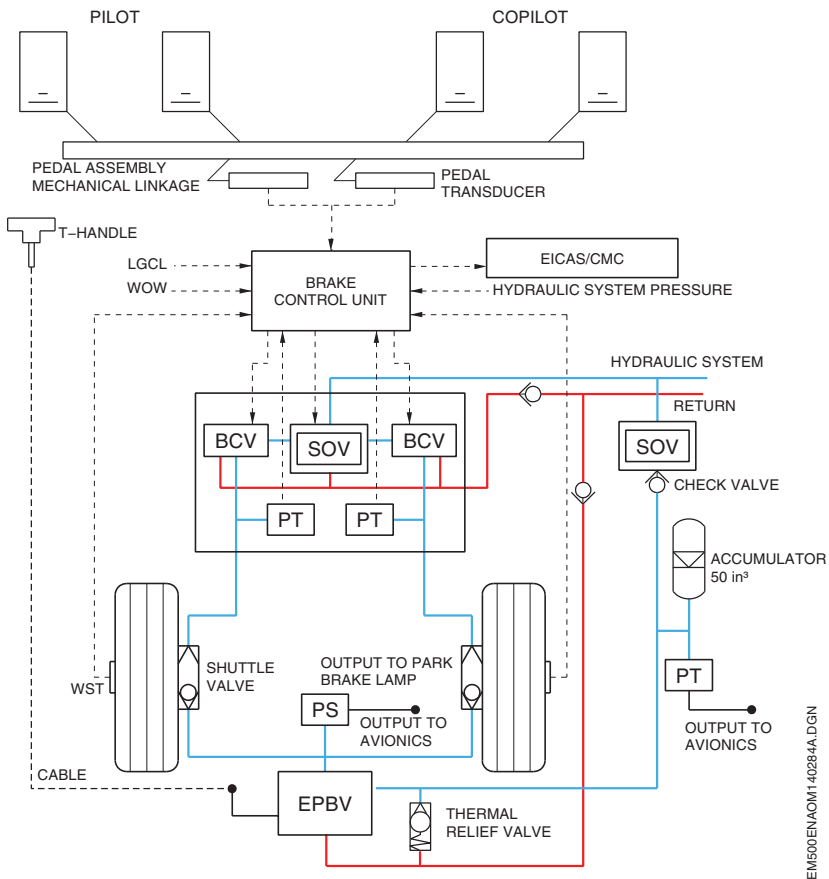 PILOT
COPILOT
PEDAL ASSEMBLY
MECHANICAL LINKAGE
PEDAL
TRANSDUCER
T–HANDLE
LGCL
WOW
BRAKE
CONTROL UNIT
EICAS/CMC
HYDRAULIC SYSTEM PRESSURE
HYDRAULIC SYSTEM
RETURN
BCV
SOV
BCV
SOV
CHECK VALVE
PT
PT
ACCUMULATOR
50 in³
SHUTTLE
VALVE
OUTPUT TO PARK
BRAKE LAMP
WST
PT
PS
OUTPUT TO
AVIONICS
OUTPUT TO
AVIONICS
CABLE
EPBV
THERMAL
RELIEF VALVE
EM500ENAOM140284A.DGN